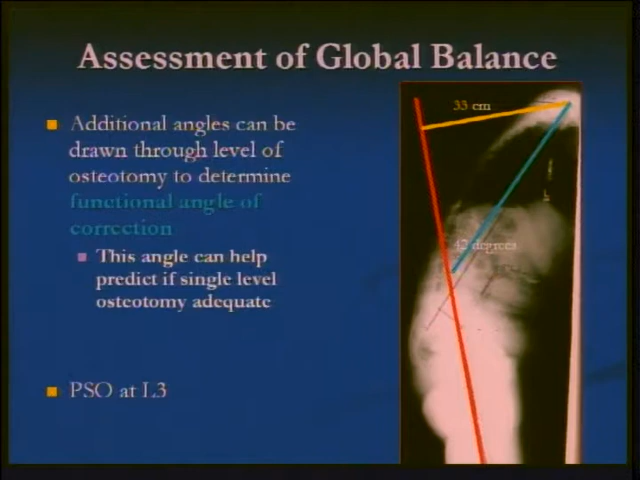 Assessment of Global Balance
Additional angles can be
drawn through level of
osteotomy to determine
functional angle of
correction
This angle can help
predict if single level
osteotomy adequate
PSO at L3
33 cm
42 degrees